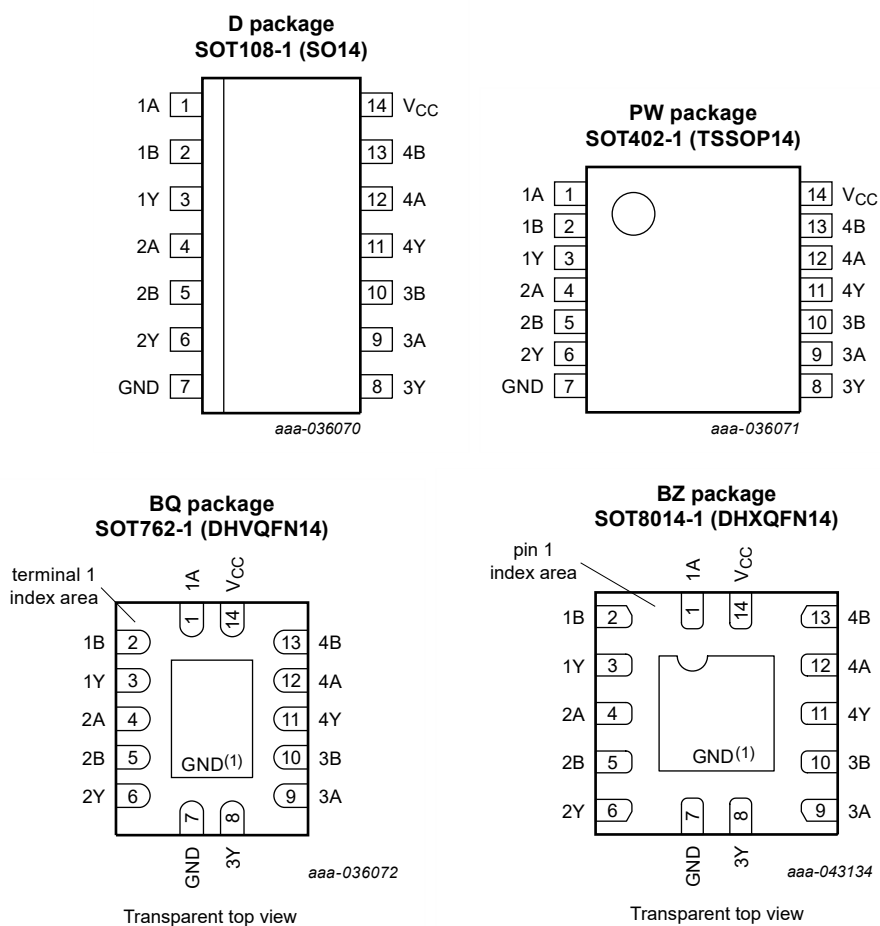 D package
SOT108-1 (SO14)
1A 1 14 VCC
1B 2 13 4B
1Y 3 12 4A
2A 4 11 4Y
2B 5 10 3B
2Y 6 9 3A
GND 7 8 3Y
aaa-036070
PW package
SOT402-1 (TSSOP14)
1A 1 14 VCC
1B 2 13 4B
1Y 3 12 4A
2A 4 11 4Y
2B 5 10 3B
2Y 6 9 3A
GND 7 8 3Y
aaa-036071
BQ package
SOT762-1 (DHVQFN14)
terminal 1
index area
1A VCC
1 14
1B 2 13 4B
1Y 3 12 4A
2A 4 11 4Y
2B 5 GND(1) 10 3B
2Y 6 9 3A
7 8
GND 3Y
aaa-036072
Transparent top view
BZ package
SOT8014-1 (DHXQFN14)
pin 1
index area
1A VCC
1 14
1B 2 13 4B
1Y 3 12 4A
2A 4 11 4Y
2B 5 GND(1) 10 3B
2Y 6 9 3A
7 8
GND 3Y
aaa-043134
Transparent top view